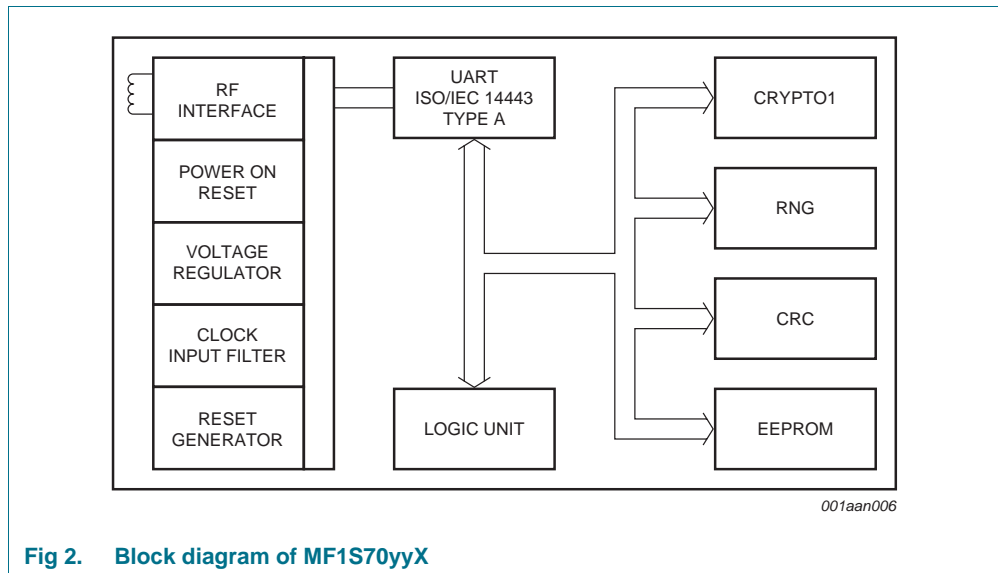 RF
INTERFACE
POWER ON
RESET
VOLTAGE
REGULATOR
CLOCK
INPUT FILTER
RESET
GENERATOR
UART
ISO/IEC 14443
TYPE A
LOGIC UNIT
CRYPTO1
RNG
CRC
EEPROM
001aan006
Fig 2. Block diagram of MF1S70yyX